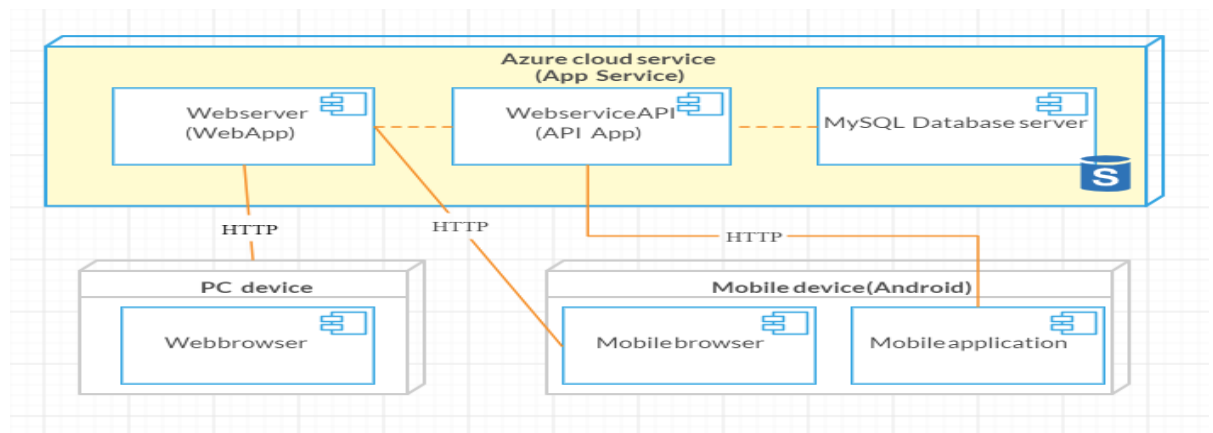 Azure cloud service
(App Service)
Webserver
(WebApp)
WebserviceAPI
(API App)
MySQL Database server
S
HTTP
HTTP
HTTP
PC device
Mobile device(Android)
Webbrowser
Mobilebrowser
Mobileapplication